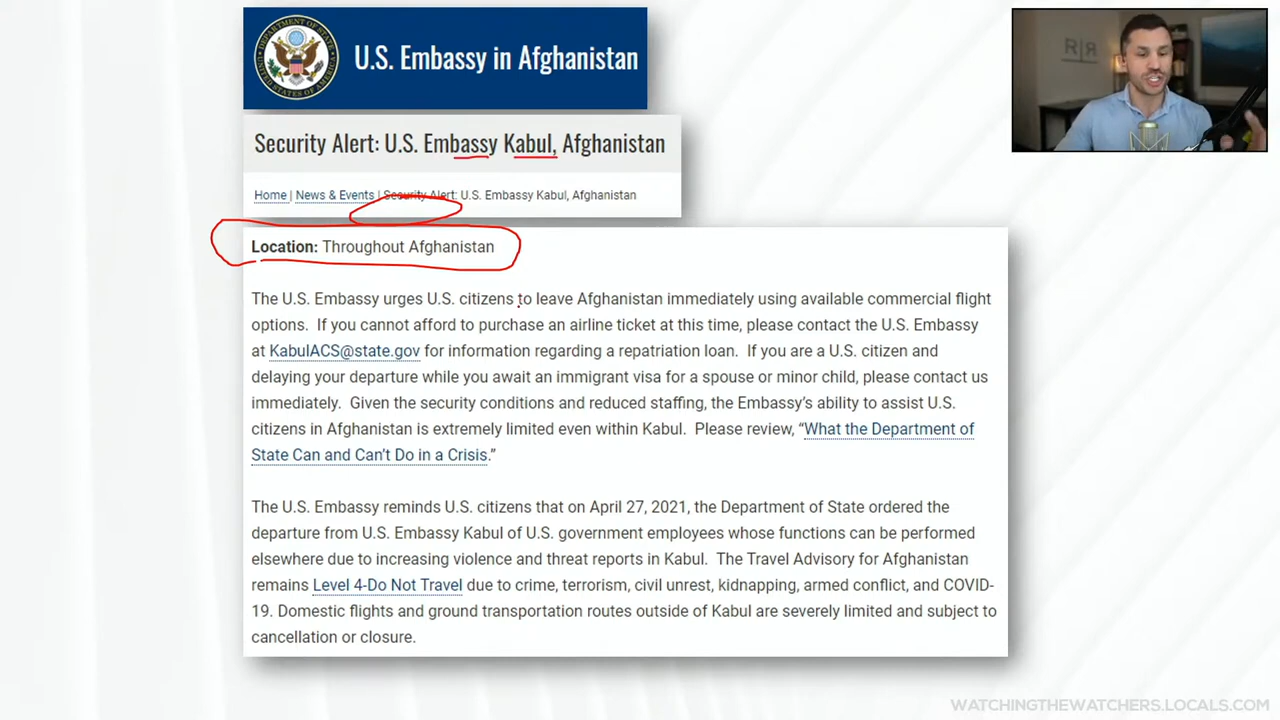 U.S. Embassy in Afghanistan
Security Alert: U.S. Embassy Kabul, Afghanistan
Home | News & Events | Security Alert: U.S. Embassy Kabul, Afghanistan
Location: Throughout Afghanistan
The U.S. Embassy urges U.S. citizens to leave Afghanistan immediately using available commercial flight
options. If you cannot afford to purchase an airline ticket at this time, please contact the U.S. Embassy
at KabulACS@state.gov for information regarding a repatriation loan. If you are a U.S. citizen and
delaying your departure while you await an immigrant visa for a spouse or minor child, please contact us
immediately. Given the security conditions and reduced staffing, the Embassy’s ability to assist U.S.
citizens in Afghanistan is extremely limited even within Kabul. Please review, “What the Department of
State Can and Can’t Do in a Crisis.”
The U.S. Embassy reminds U.S. citizens that on April 27, 2021, the Department of State ordered the
departure from U.S. Embassy Kabul of U.S. government employees whose functions can be performed
elsewhere due to increasing violence and threat reports in Kabul. The Travel Advisory for Afghanistan
remains Level 4-Do Not Travel due to crime, terrorism, civil unrest, kidnapping, armed conflict, and COVID-
19. Domestic flights and ground transportation routes outside of Kabul are severely limited and subject to
cancellation or closure.
R|R
DEPARTMENT OF STATE
UNITED STATES OF AMERICA
WATCHINGTHEWATCHERS.LOCALS.COM